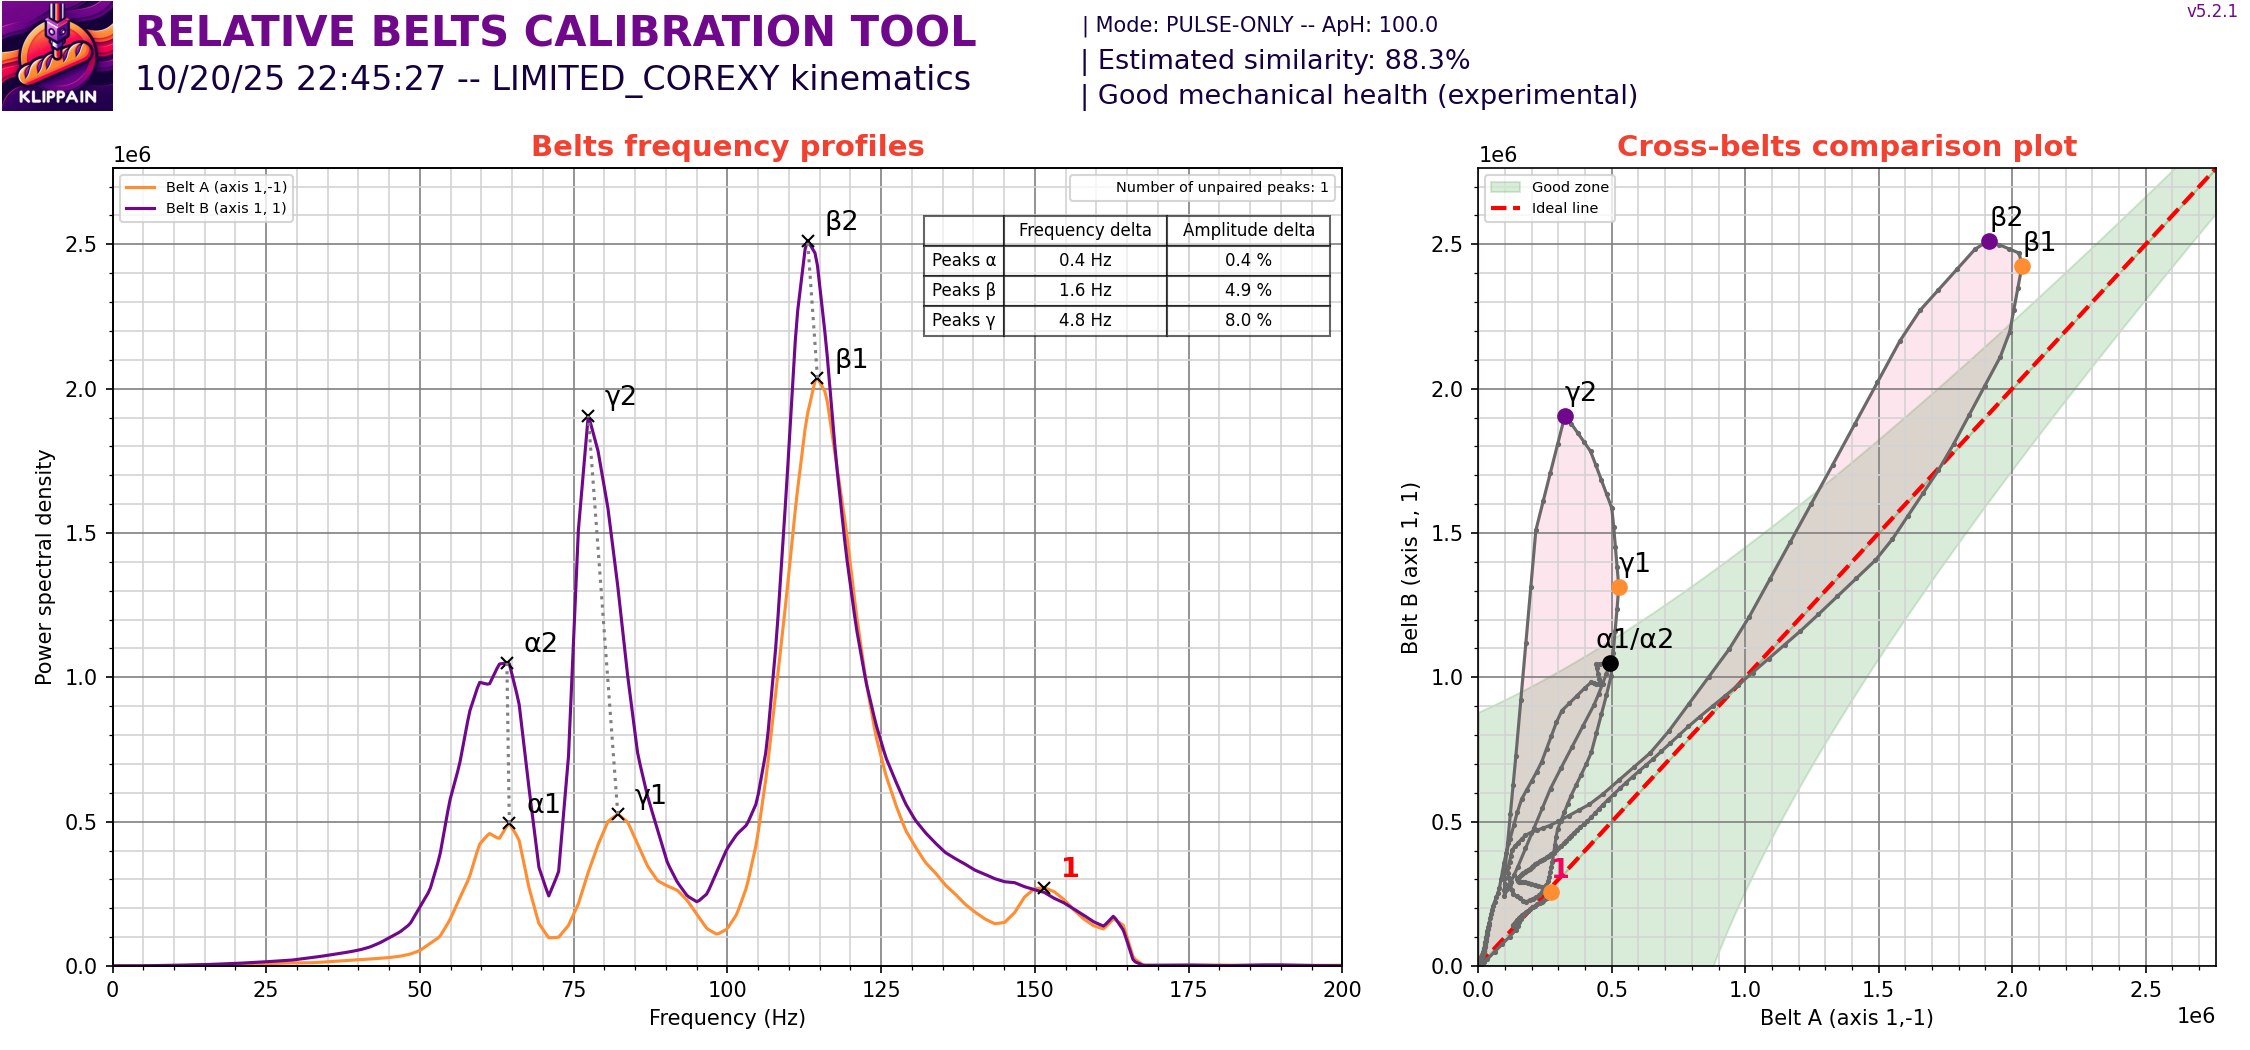 KLIPPAIN
RELATIVE BELTS CALIBRATION TOOL
10/20/25 22:45:27 -- LIMITED_COREXY kinematics
| Mode: PULSE-ONLY -- ApH: 100.0
| Estimated similarity: 88.3%
| Good mechanical health (experimental)
v5.2.1
Belts frequency profiles
1e6
Belt A (axis 1,-1)
Belt B (axis 1, 1)
Number of unpaired peaks: 1
Frequency delta Amplitude delta
Peaks α 0.4 Hz 0.4 %
Peaks β 1.6 Hz 4.9 %
Peaks γ 4.8 Hz 8.0 %
β2
β1
γ2
α2
α1
γ1
1
Power spectral density
2.5
2.0
1.5
1.0
0.5
0.0
0 25 50 75 100 125 150 175 200
Frequency (Hz)
Cross-belts comparison plot
1e6
Good zone
Ideal line
β2
β1
γ2
γ1
α1/α2
1
Belt B (axis 1, 1)
2.5
2.0
1.5
1.0
0.5
0.0
0.0 0.5 1.0 1.5 2.0 2.5
Belt A (axis 1,-1)
1e6